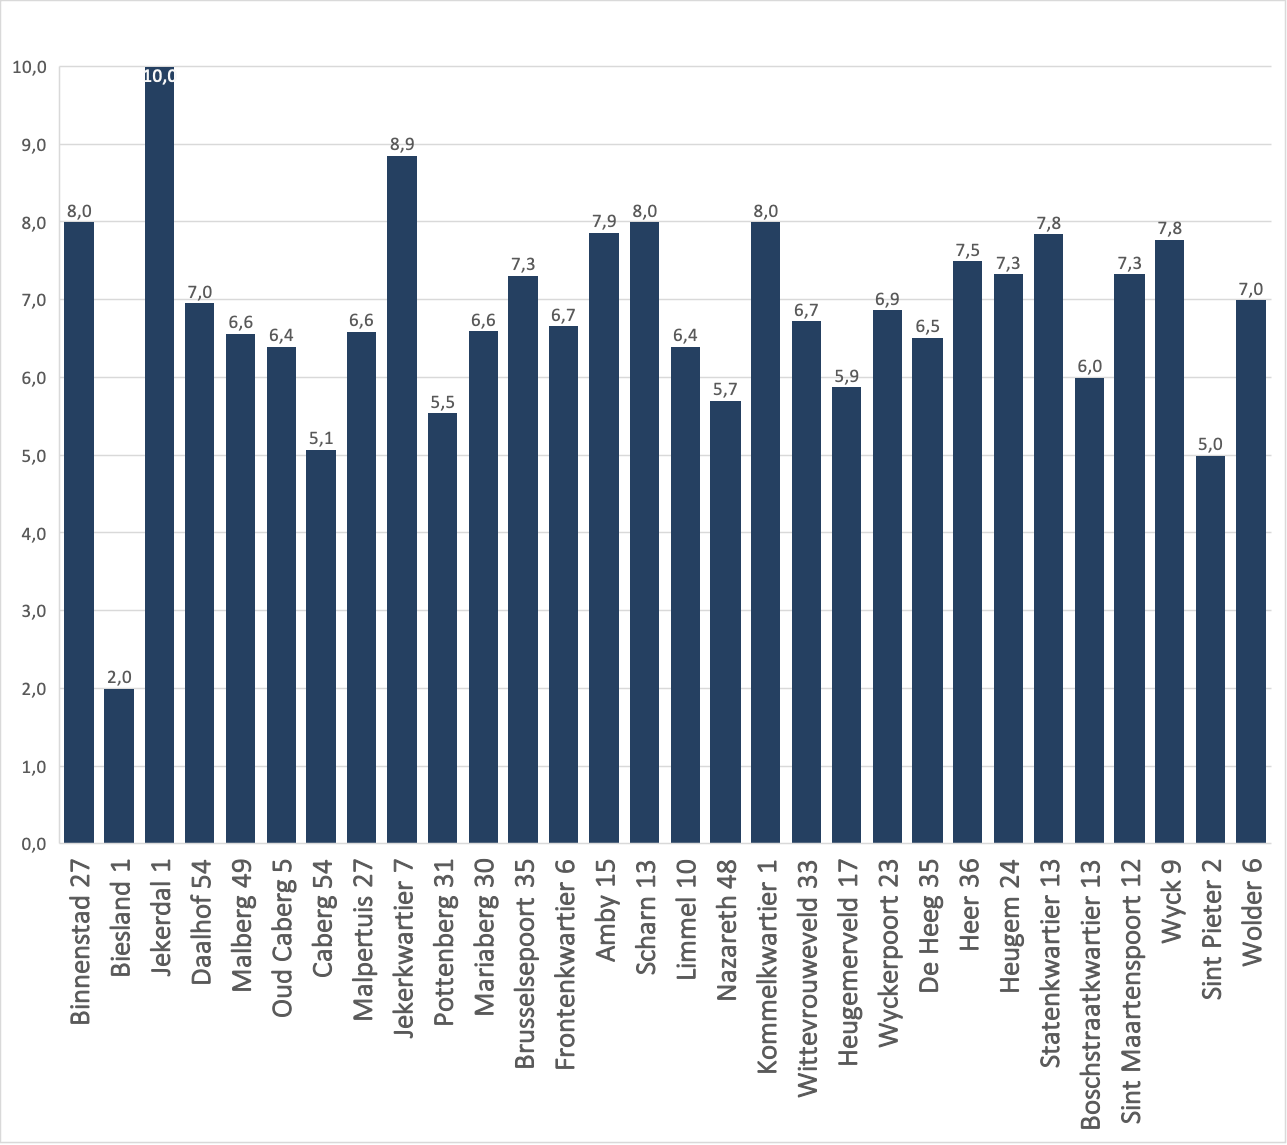 10,0
9,0
8,0
7,0
6,0
5,0
4,0
3,0
2,0
1,0
0,0
8,0
2,0
10,0
7,0
6,6
6,4
5,1
6,6
8,9
5,5
6,6
7,3
6,7
7,9
8,0
6,4
5,7
8,0
6,7
5,9
6,9
6,5
7,5
7,3
7,8
6,0
7,3
7,8
5,0
7,0
Binnenstad 27
Biesland 1
Jekerdal 1
Daalhof 54
Malberg 49
Oud Caberg 5
Caberg 54
Malpertuis 27
Jekerkwartier 7
Pottenberg 31
Mariaberg 30
Brusselsepoort 35
Frontenkwartier 6
Amby 15
Scharn 13
Limmel 10
Nazareth 48
Kommelkwartier 1
Wittevrouweveld 33
Heugemerveld 17
Wyckerpoort 23
De Heeg 35
Heer 36
Heugem 24
Statenkwartier 13
Boschstraatkwartier 13
Sint Maartenspoort 12
Wyck 9
Sint Pieter 2
Wolder 6